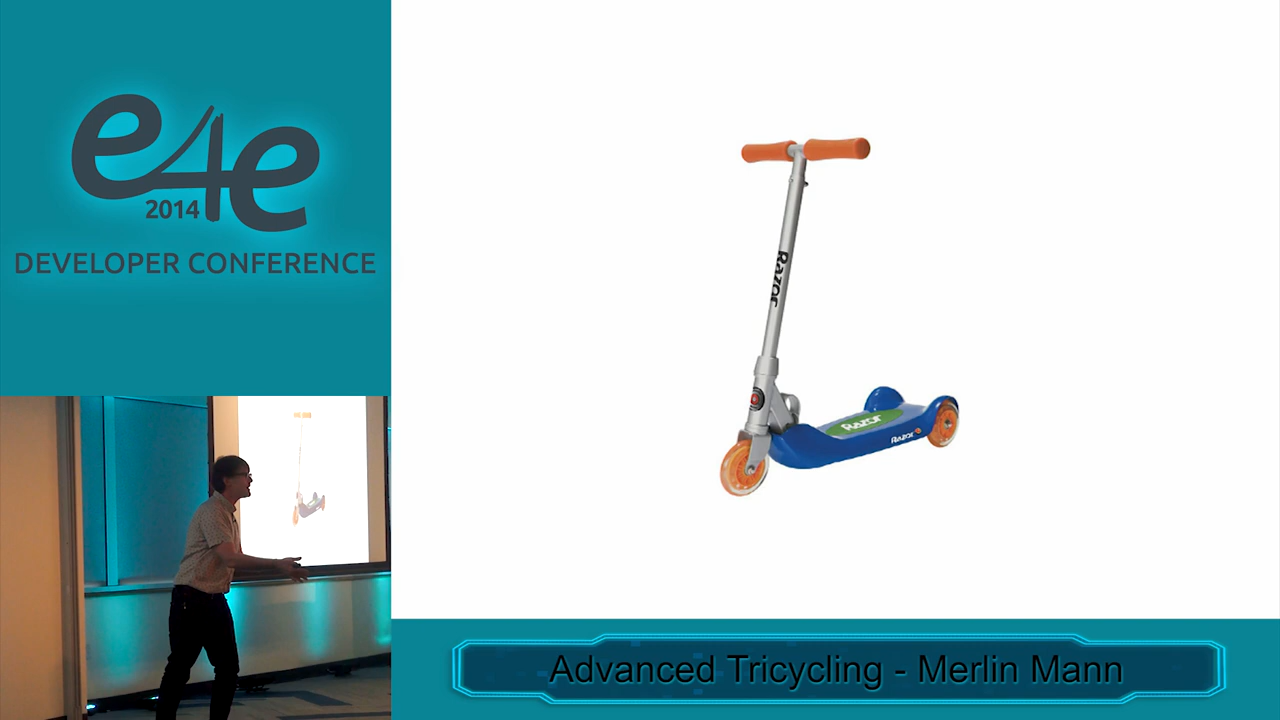 e4e
2014
DEVELOPER CONFERENCE
Razor
Razor
Razor
Advanced Tricycling - Merlin Mann